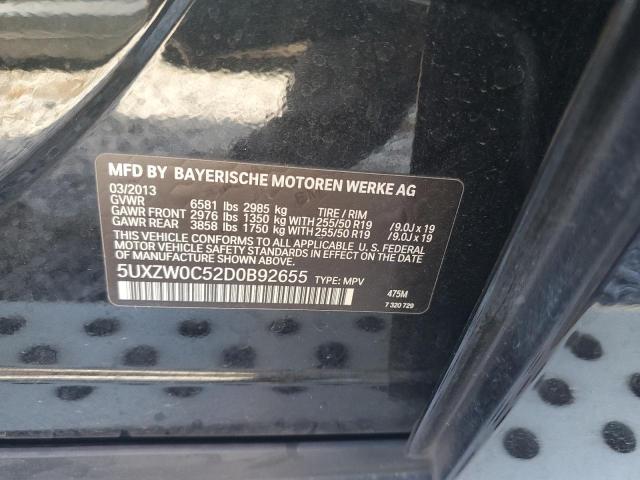 MFD BY BAYERISCHE MOTOREN WERKE AG
03/2013
GVWR 6581 lbs 2985 kg TIRE / RIM
GAWR FRONT 2976 lbs 1350 kg WITH 255/50 R19 /9.0J x 19
GAWR REAR 3858 lbs 1750 kg WITH 255/50 R19 /9.0J x 19
THIS VEHICLE CONFORMS TO ALL APPLICABLE U. S. FEDERAL
MOTOR VEHICLE SAFETY STANDARDS IN EFFECT ON THE DATE
OF MANUFACTURE SHOWN ABOVE.
5UXZW0C52D0B92655 TYPE: MPV
475M
7 320 729